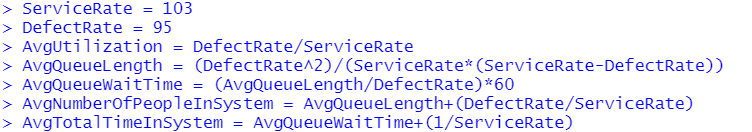 > ServiceRate = 103
> DefectRate = 95
> AvgUtilization = DefectRate/ServiceRate
> AvgQueueLength = (DefectRate^2)/(ServiceRate*(ServiceRate-DefectRate))
> AvgQueueWaitTime = (AvgQueueLength/DefectRate)*60
> AvgNumberOfPeopleInSystem = AvgQueueLength+(DefectRate/ServiceRate)
> AvgTotalTimeInSystem = AvgQueueWaitTime+(1/ServiceRate)